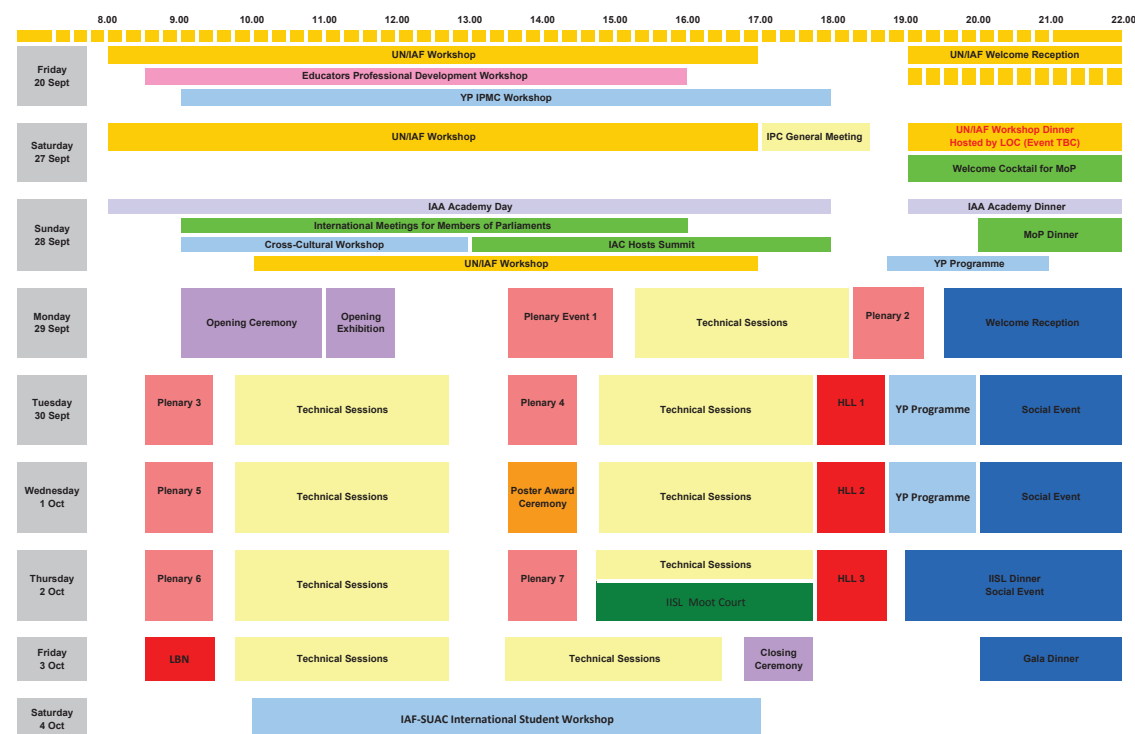 8.00 9.00 10.00 11.00 12.00 13.00 14.00 15.00 16.00 17.00 18.00 19.00 20.00 21.00 22.00
Friday
20 Sept
UN/IAF Workshop
UN/IAF Welcome Reception
Educators Professional Development Workshop
YP IPMC Workshop
Saturday
27 Sept
UN/IAF Workshop
IPC General Meeting
UN/IAF Workshop Dinner
Hosted by LOC (Event TBC)
Welcome Cocktail for MoP
Sunday
28 Sept
IAA Academy Day
IAA Academy Dinner
International Meetings for Members of Parliaments
MoP Dinner
Cross-Cultural Workshop
IAC Hosts Summit
UN/IAF Workshop
YP Programme
Monday
29 Sept
Opening Ceremony
Opening
Exhibition
Plenary Event 1
Technical Sessions
Plenary 2
Welcome Reception
Tuesday
30 Sept
Plenary 3
Technical Sessions
Plenary 4
Technical Sessions
HLL 1
YP Programme
Social Event
Wednesday
1 Oct
Plenary 5
Technical Sessions
Poster Award
Ceremony
Technical Sessions
HLL 2
YP Programme
Social Event
Thursday
2 Oct
Plenary 6
Technical Sessions
Plenary 7
Technical Sessions
IISL Moot Court
HLL 3
IISL Dinner
Social Event
Friday
3 Oct
LBN
Technical Sessions
Technical Sessions
Closing
Ceremony
Gala Dinner
Saturday
4 Oct
IAF-SUAC International Student Workshop